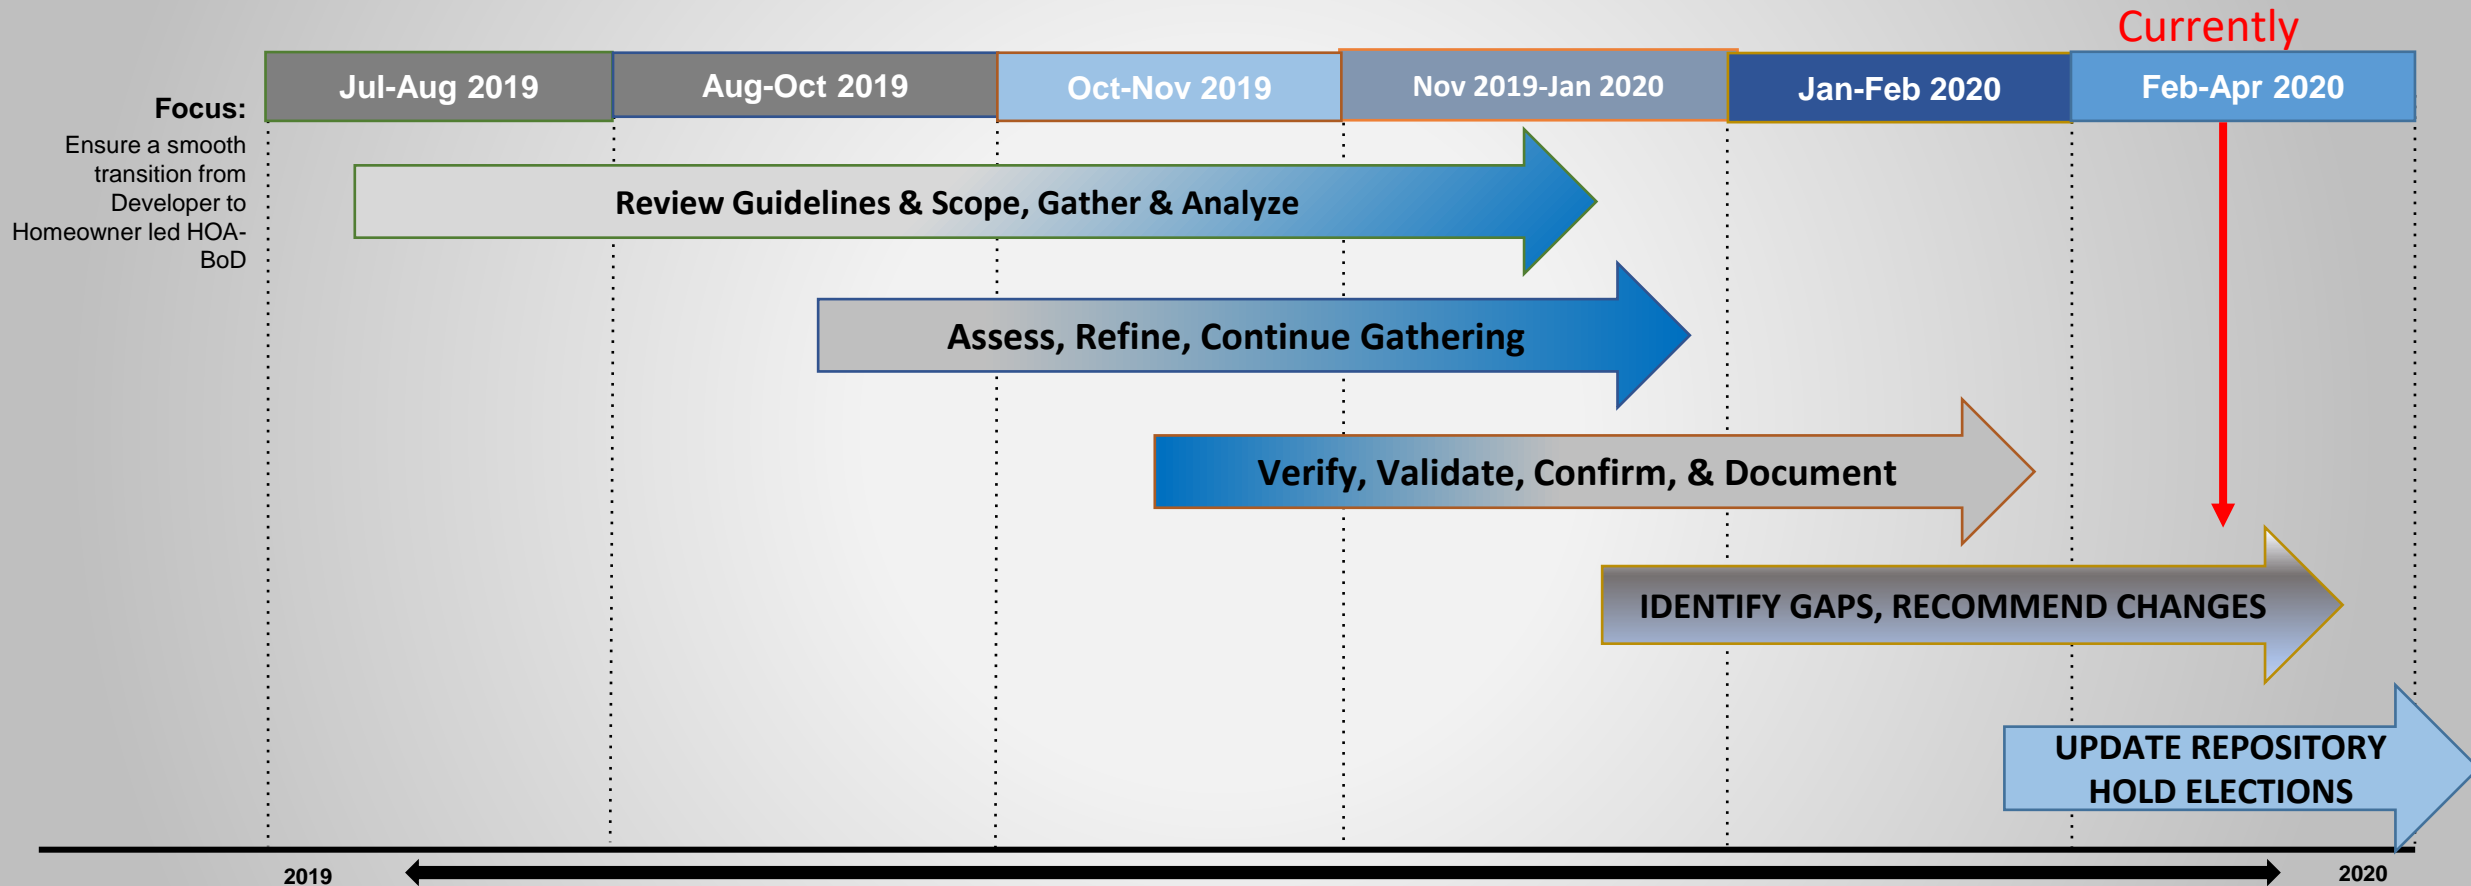 Currently
Jul-Aug 2019
Aug-Oct 2019
Oct-Nov 2019
Nov 2019-Jan 2020
Jan-Feb 2020
Feb-Apr 2020
Focus:
Ensure a smooth
transition from
Developer to
Homeowner led HOA-
BoD
Review Guidelines & Scope, Gather & Analyze
Assess, Refine, Continue Gathering
Verify, Validate, Confirm, & Document
IDENTIFY GAPS, RECOMMEND CHANGES
UPDATE REPOSITORY
HOLD ELECTIONS
2019
2020